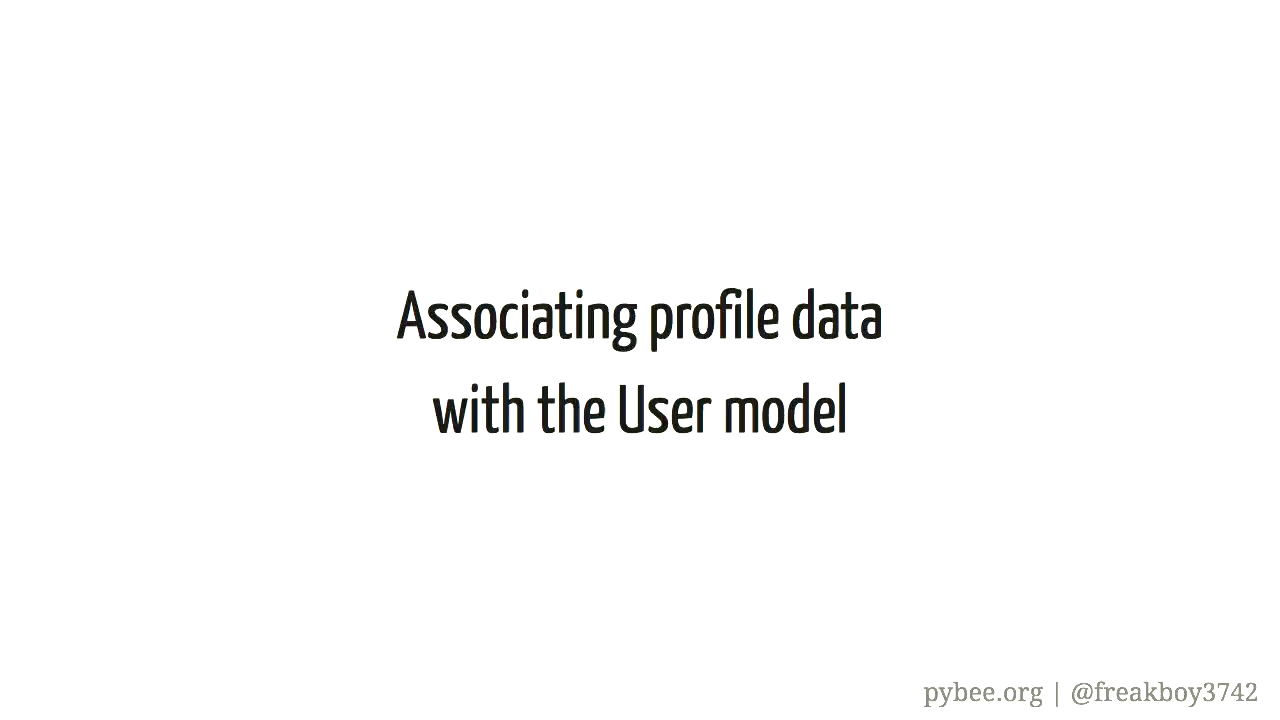 Associating profile data
with the User model
pybee.org | @freakboy3742